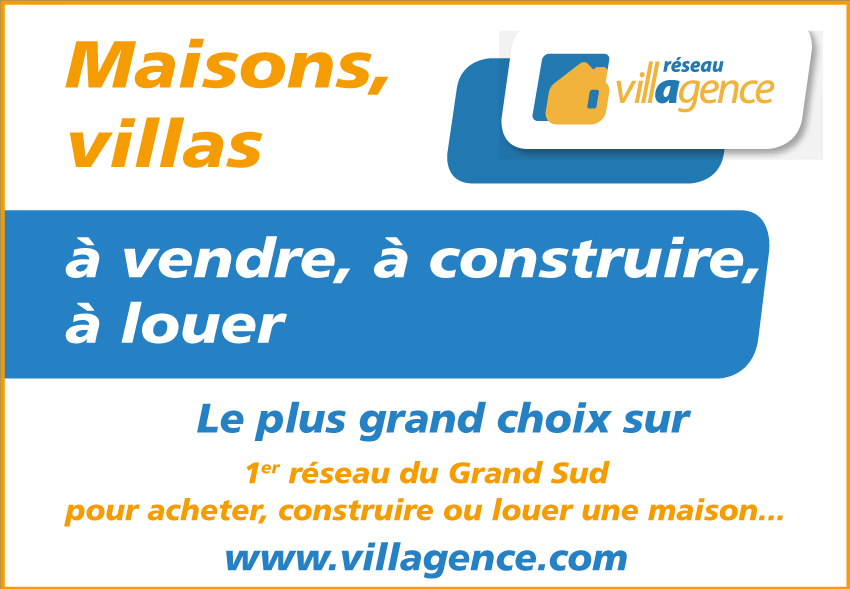 Maisons,
villas
réseau
villagence
à vendre, à construire,
à louer
Le plus grand choix sur
1er réseau du Grand Sud
pour acheter, construire ou louer une maison...
www.villagence.com